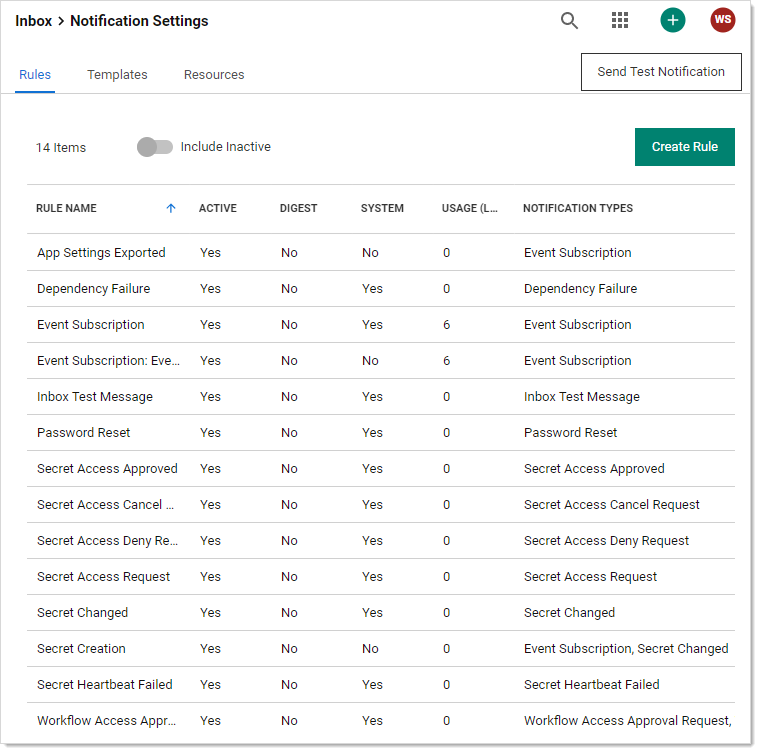 Inbox > Notification Settings WS
Rules Templates Resources Send Test Notification
14 Items Include Inactive Create Rule
RULE NAME ACTIVE DIGEST SYSTEM USAGE (L... NOTIFICATION TYPES
App Settings Exported Yes No No 0 Event Subscription
Dependency Failure Yes No Yes 0 Dependency Failure
Event Subscription Yes No Yes 6 Event Subscription
Event Subscription: Eve... Yes No No 6 Event Subscription
Inbox Test Message Yes No Yes 0 Inbox Test Message
Password Reset Yes No Yes 0 Password Reset
Secret Access Approved Yes No Yes 0 Secret Access Approved
Secret Access Cancel ... Yes No Yes 0 Secret Access Cancel Request
Secret Access Deny Re... Yes No Yes 0 Secret Access Deny Request
Secret Access Request Yes No Yes 0 Secret Access Request
Secret Changed Yes No Yes 0 Secret Changed
Secret Creation Yes No No 0 Event Subscription, Secret Changed
Secret Heartbeat Failed Yes No Yes 0 Secret Heartbeat Failed
Workflow Access Appr... Yes No Yes 0 Workflow Access Approval Request,